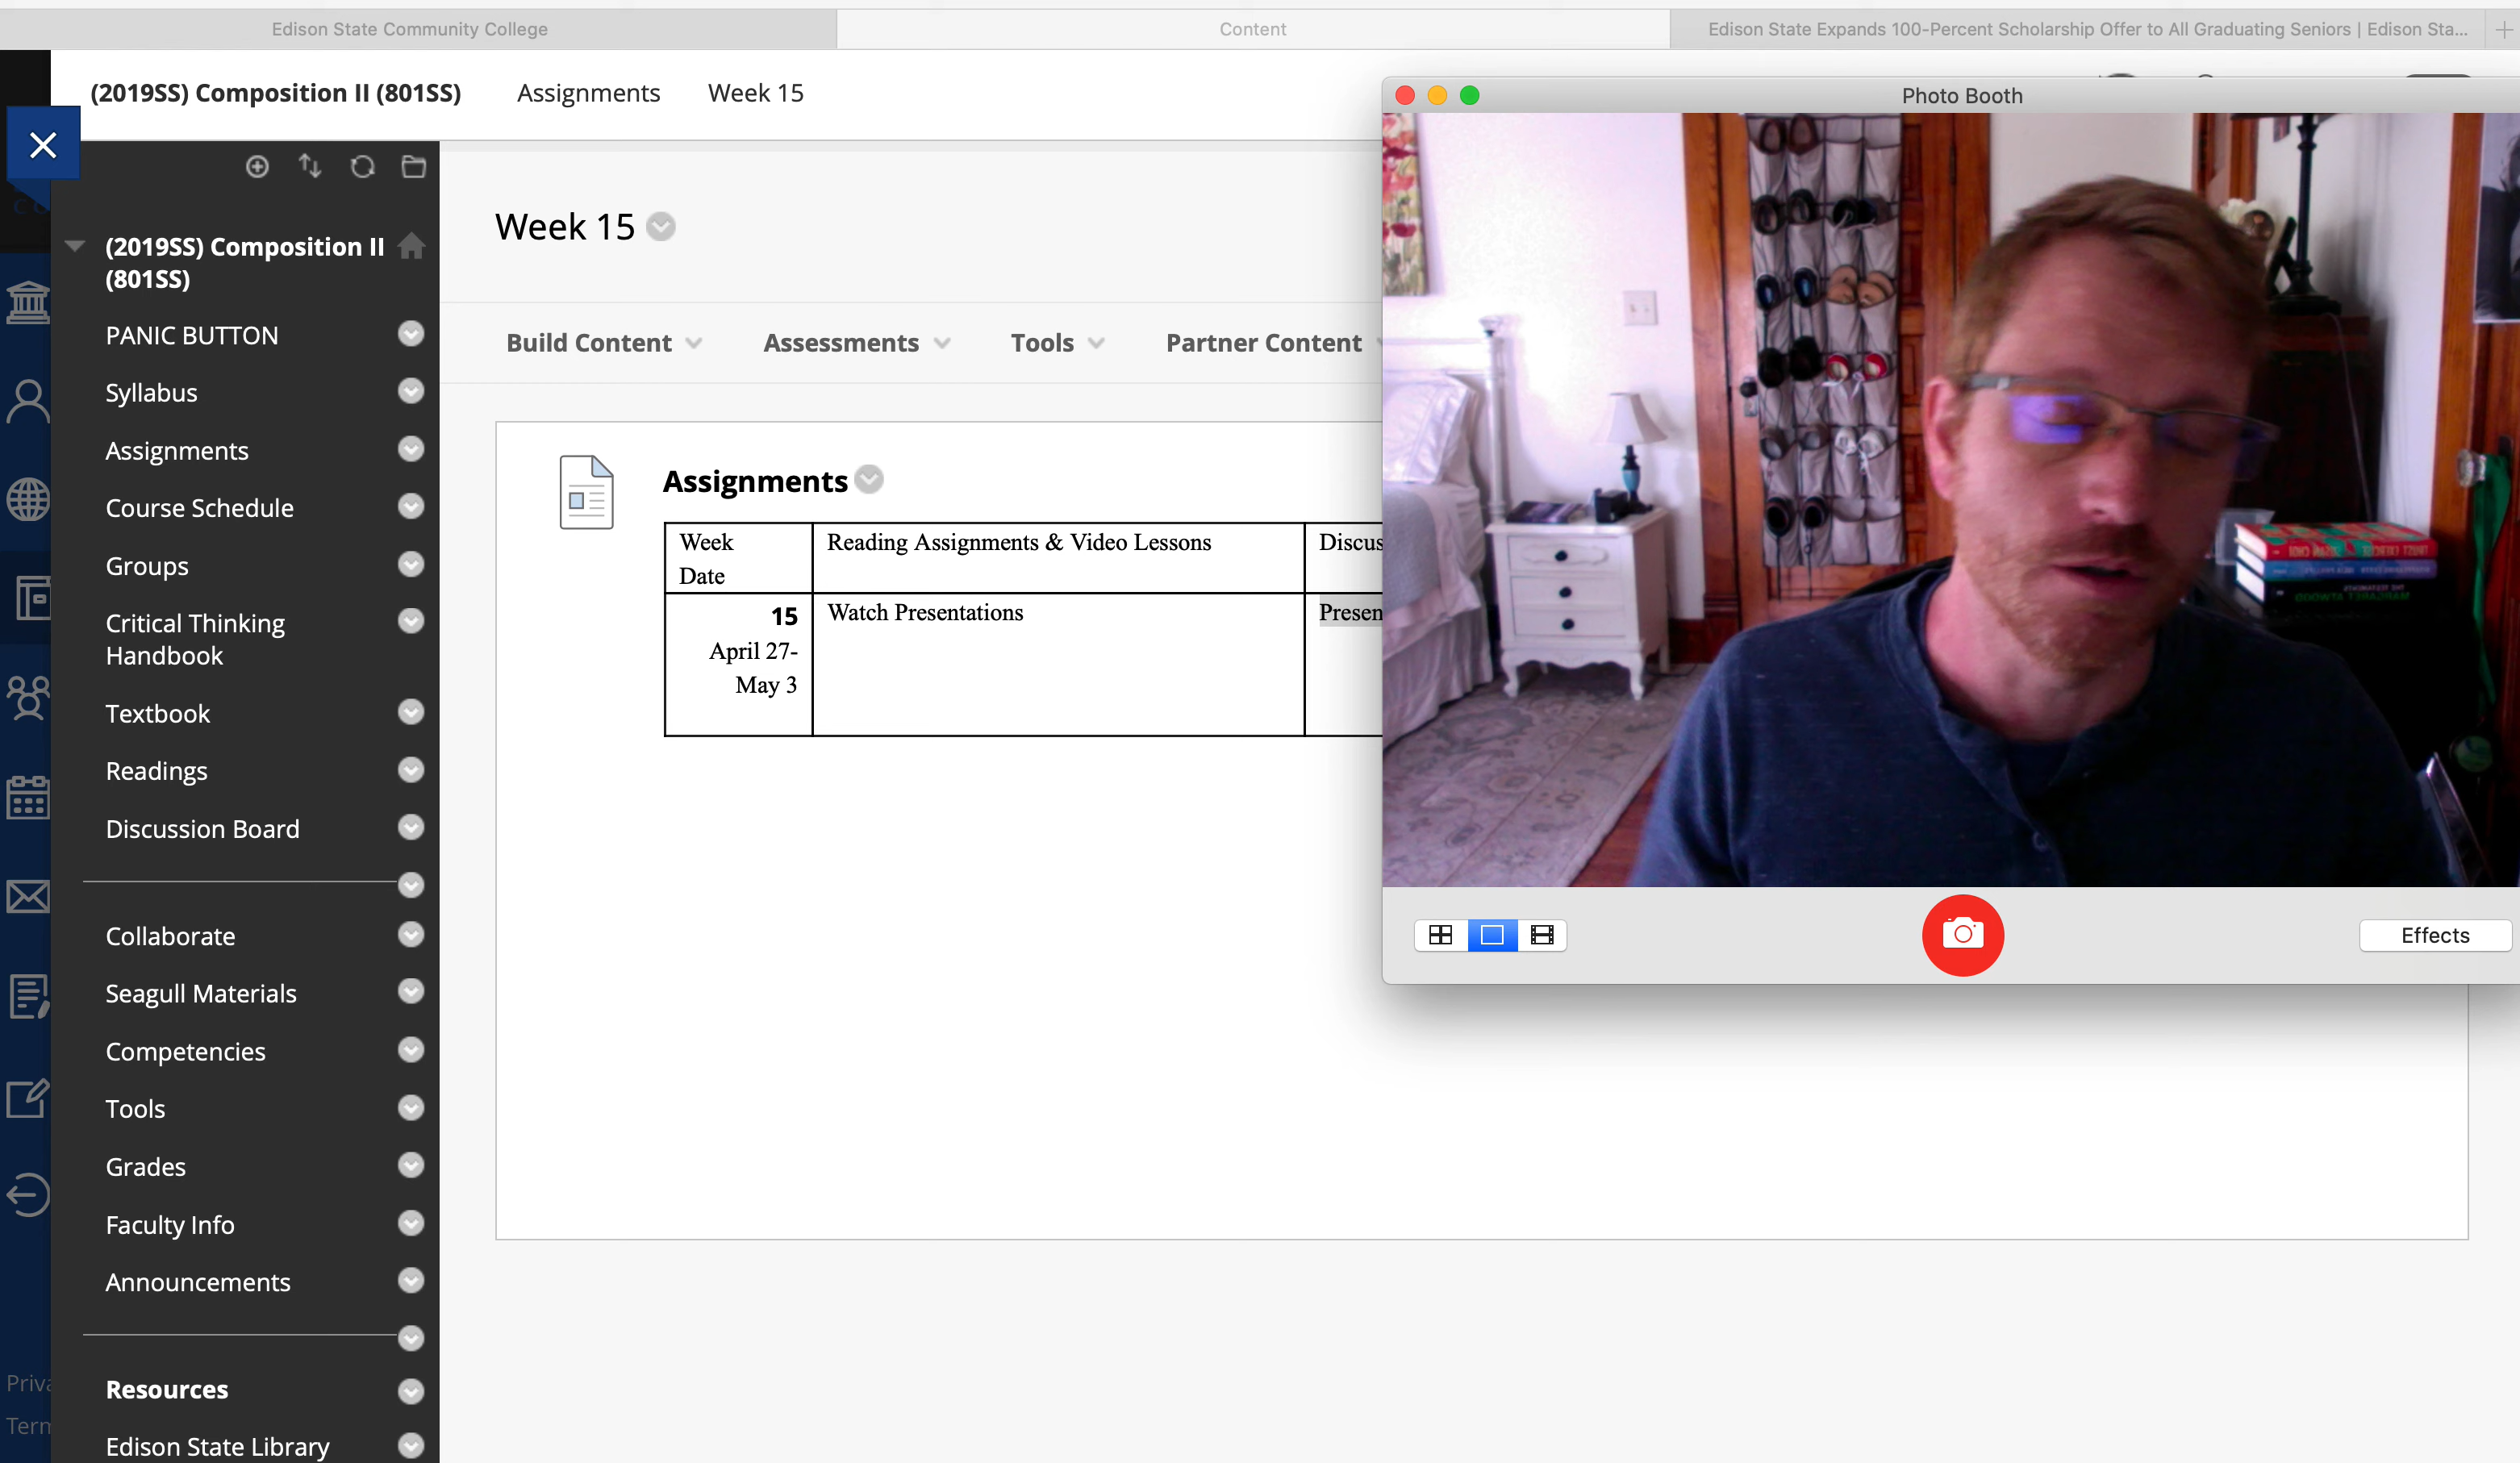 Edison State Community College
Content
Edison State Expands 100-Percent Scholarship Offer to All Graduating Seniors | Edison Sta...
(2019SS) Composition II (801SS)
Assignments
Week 15
Photo Booth
(2019SS) Composition II
(801SS)
PANIC BUTTON
Syllabus
Assignments
Course Schedule
Groups
Critical Thinking
Handbook
Textbook
Readings
Discussion Board
Collaborate
Seagull Materials
Competencies
Tools
Grades
Faculty Info
Announcements
Resources
Edison State Library
Priva
Term
Week 15
Build Content
Assessments
Tools
Partner Content
Assignments
Week
Date
Reading Assignments & Video Lessons
Discus
15
April 27-
May 3
Watch Presentations
Presen
MARGARET ATWOOD
Effects